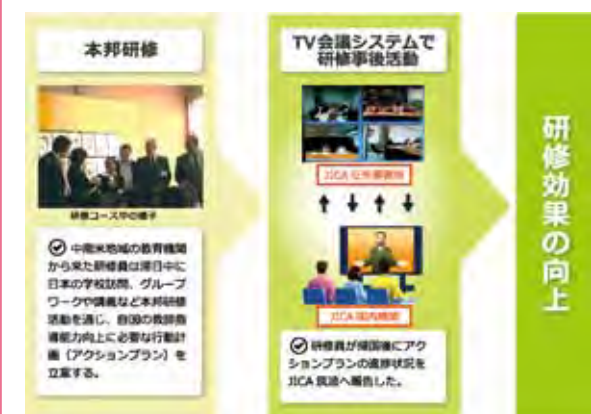 本邦研修
研修コース中の様子
中南米地域の教育機関
から来た研修員は滞日中に
日本の学校訪問、グループ
ワークや講義など本邦研修
活動を通じ、自国の教師指
導能力向上に必要な行動計
画（アクションプラン）を
立案する。
TV会議システムで
研修事後活動
JICA在外事務所
JICA国内機関
研修員が帰国後にアク
ションプランの進捗状況を
JICA筑波へ報告した。
研修効果の向上